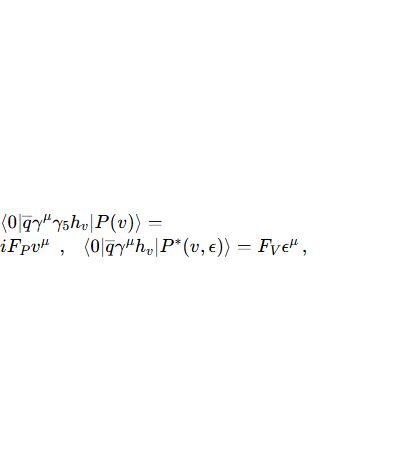 ⟨0|q̅γ^μγ_5h_v|P(v)⟩ =
iF_Pv^μ , ⟨0|q̅γ^μh_v|P^*(v,ϵ)⟩ = F_Vϵ^μ ,